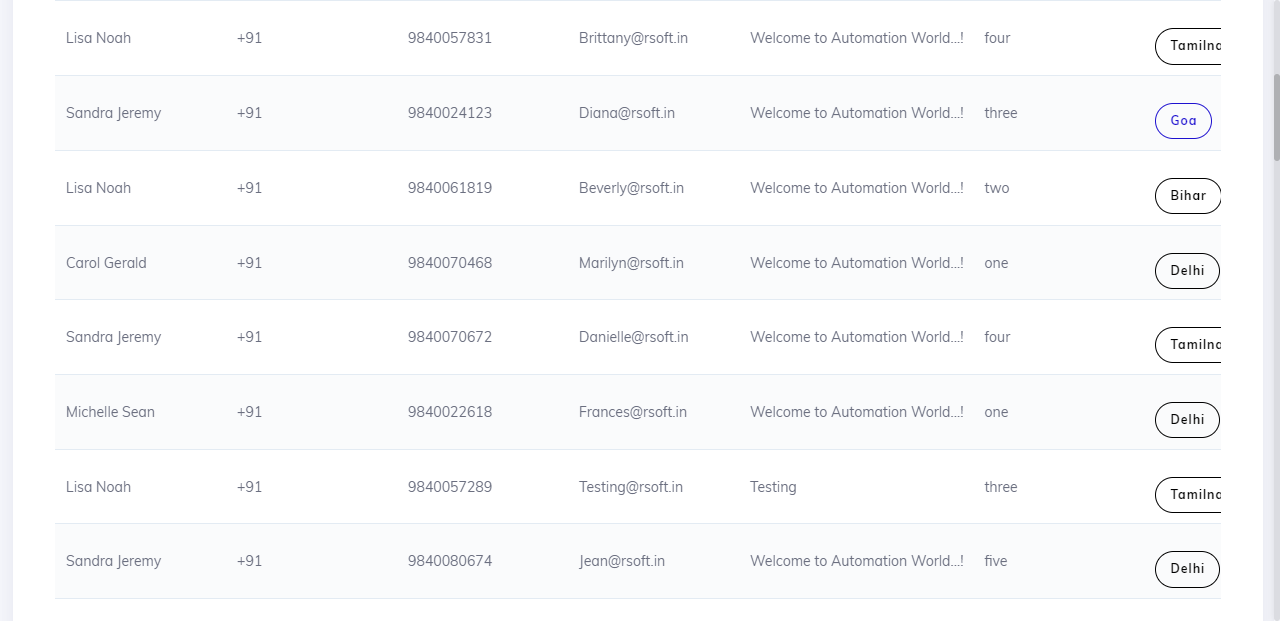 Lisa Noah +91 9840057831 Brittany@rsoft.in Welcome to Automation World...! four Tamilna
Sandra Jeremy +91 9840024123 Diana@rsoft.in Welcome to Automation World...! three Goa
Lisa Noah +91 9840061819 Beverly@rsoft.in Welcome to Automation World...! two Bihar
Carol Gerald +91 9840070468 Marilyn@rsoft.in Welcome to Automation World...! one Delhi
Sandra Jeremy +91 9840070672 Danielle@rsoft.in Welcome to Automation World...! four Tamilna
Michelle Sean +91 9840022618 Frances@rsoft.in Welcome to Automation World...! one Delhi
Lisa Noah +91 9840057289 Testing@rsoft.in Testing three Tamilna
Sandra Jeremy +91 9840080674 Jean@rsoft.in Welcome to Automation World...! five Delhi